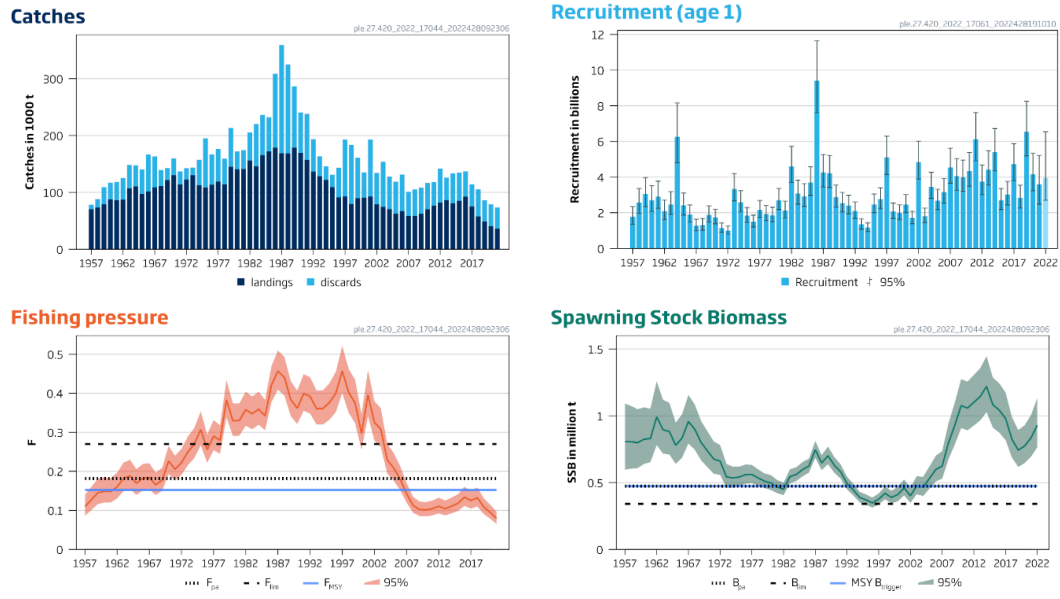 Catches
ple.27.420_2022_17044_2022428092306
Catches in 1000 t
300
200
100
0
1957 1962 1967 1972 1977 1982 1987 1992 1997 2002 2007 2012 2017
landings discards
Recruitment (age 1)
ple.27.420_2022_17061_2022428191010
Recruitment in billions
12
10
8
6
4
2
0
1957 1962 1967 1972 1977 1982 1987 1992 1997 2002 2007 2012 2017 2022
Recruitment 95%
Fishing pressure
ple.27.420_2022_17044_2022428092306
F
0.5
0.4
0.3
0.2
0.1
0
1957 1962 1967 1972 1977 1982 1987 1992 1997 2002 2007 2012 2017
Fpa Flim FMSY 95%
Spawning Stock Biomass
ple.27.420_2022_17044_2022428092306
SSB in million t
1.5
1
0.5
0
1957 1962 1967 1972 1977 1982 1987 1992 1997 2002 2007 2012 2017 2022
Bpa Blim MSY Btrigger 95%